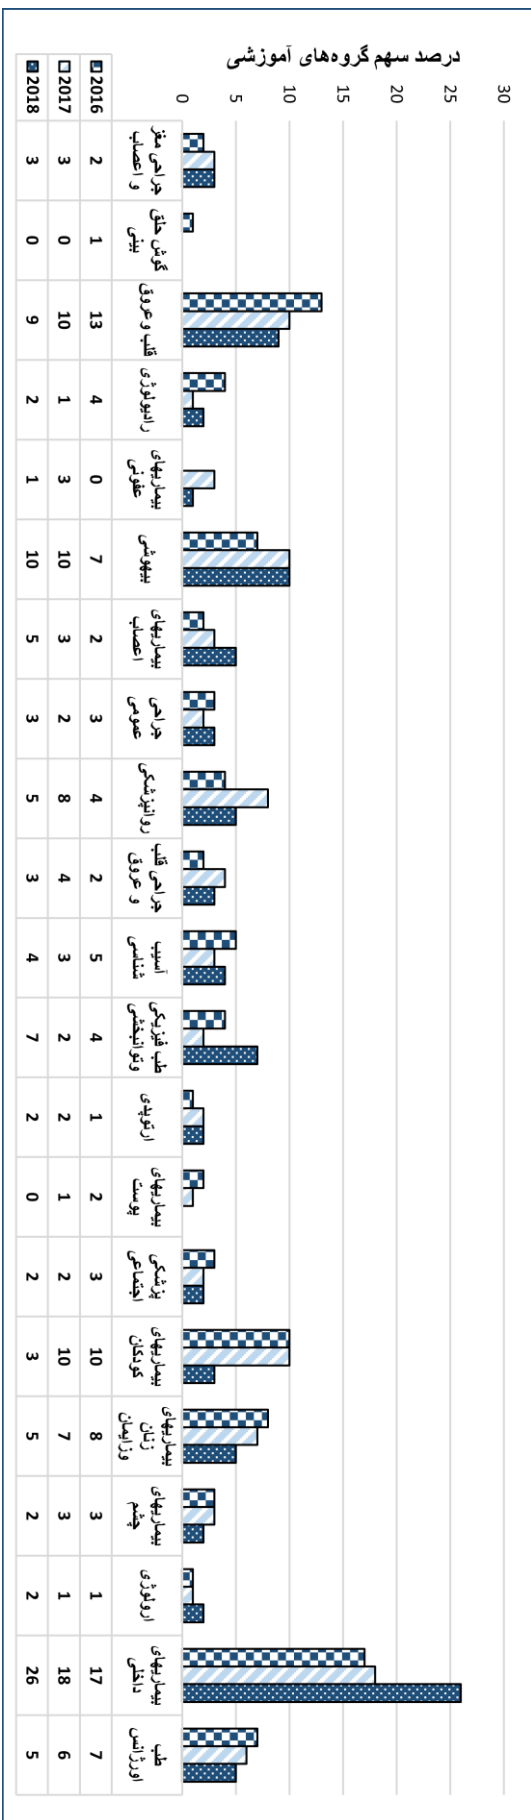 درصد سهم گروه‌های آموزشی
30
25
20
15
10
5
0
جراحی مغز و اعصاب
گوش حلق بینی
قلب و عروق
رادیولوژی
بیماریهای عفونی
بیهوشی
بیماریهای اعصاب
جراحی عمومی
روانپزشکی
جراحی قلب و عروق
آسیب شناسی
طب فیزیکی وتوانبخشی
ارتوپدی
بیماریهای پوست
پزشکی اجتماعی
بیماریهای کودکان
بیماریهای زنان وزایمان
بیماریهای چشم
ارولوژی
بیماریهای داخلی
طب اورژانس
2016 2 1 13 4 0 7 2 3 4 2 5 4 1 2 3 10 8 3 1 17 7
2017 3 0 10 1 3 10 3 2 8 4 3 2 2 1 2 10 7 3 1 18 6
2018 3 0 9 2 1 10 5 3 5 3 4 7 2 0 2 3 5 2 2 26 5